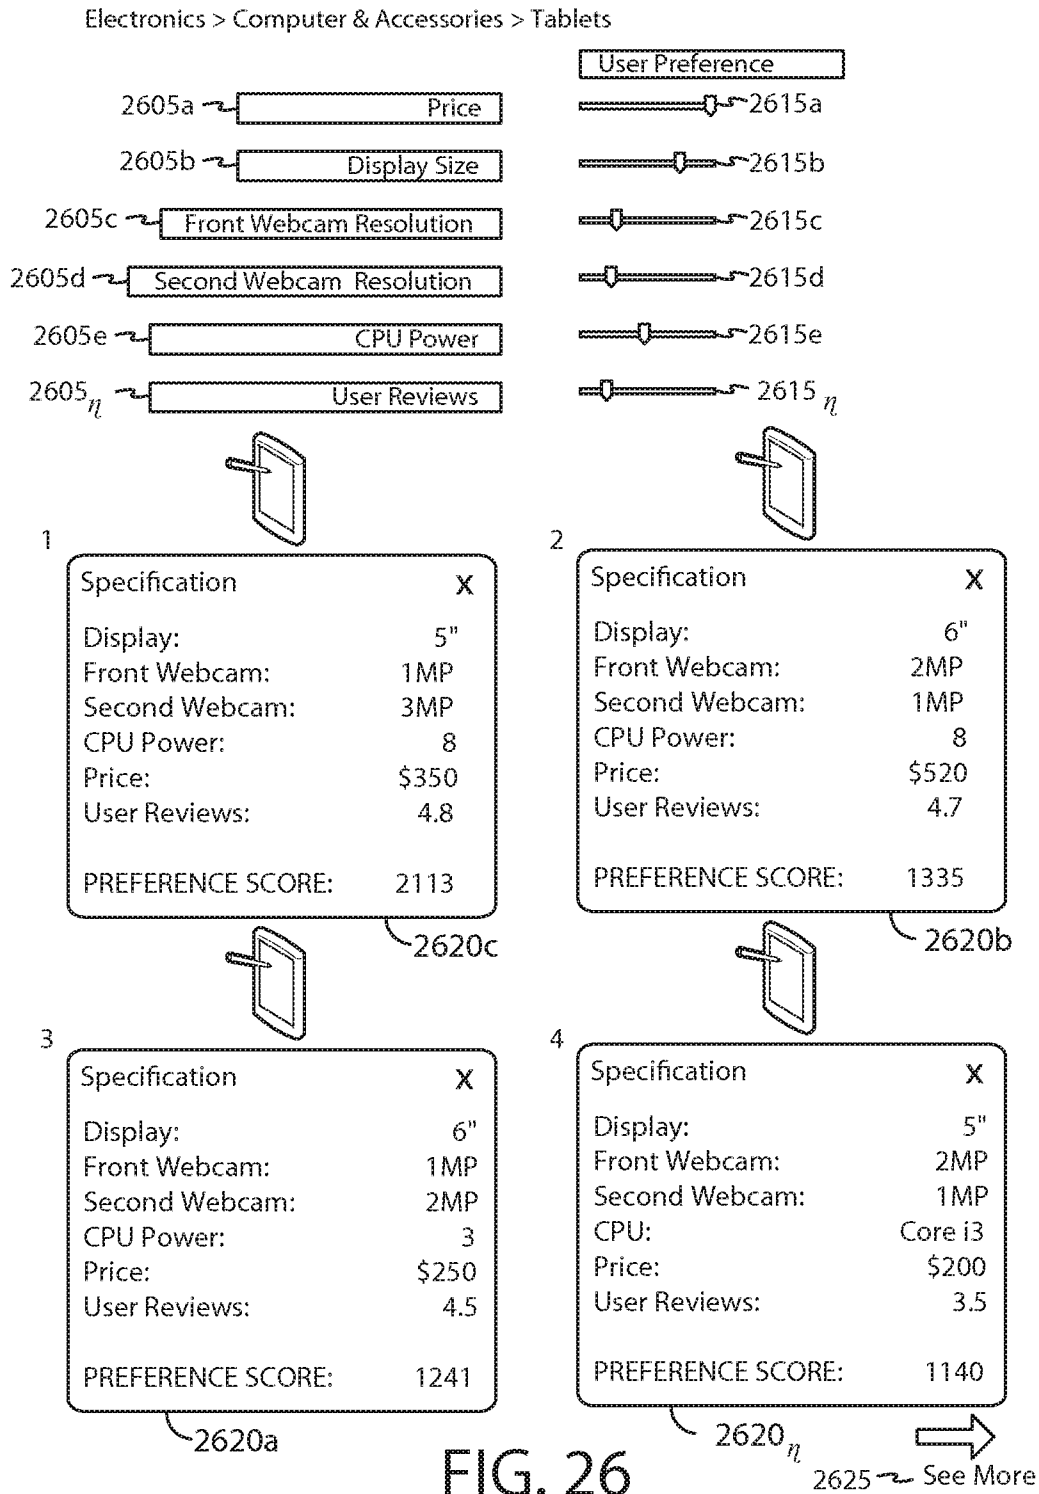 Electronics > Computer & Accessories > Tablets
User Preference
2605a Price 2615a
2605b Display Size 2615b
2605c Front Webcam Resolution 2615c
2605d Second Webcam Resolution 2615d
2605e CPU Power 2615e
2605η User Reviews 2615η
1
Specification X
Display: 5"
Front Webcam: 1MP
Second Webcam: 3MP
CPU Power: 8
Price: $350
User Reviews: 4.8
PREFERENCE SCORE: 2113
2620c
2
Specification X
Display: 6"
Front Webcam: 2MP
Second Webcam: 1MP
CPU Power: 8
Price: $520
User Reviews: 4.7
PREFERENCE SCORE: 1335
2620b
3
Specification X
Display: 6"
Front Webcam: 1MP
Second Webcam: 2MP
CPU Power: 3
Price: $250
User Reviews: 4.5
PREFERENCE SCORE: 1241
2620a
4
Specification X
Display: 5"
Front Webcam: 2MP
Second Webcam: 1MP
CPU: Core i3
Price: $200
User Reviews: 3.5
PREFERENCE SCORE: 1140
2620η
2625 See More
FIG. 26